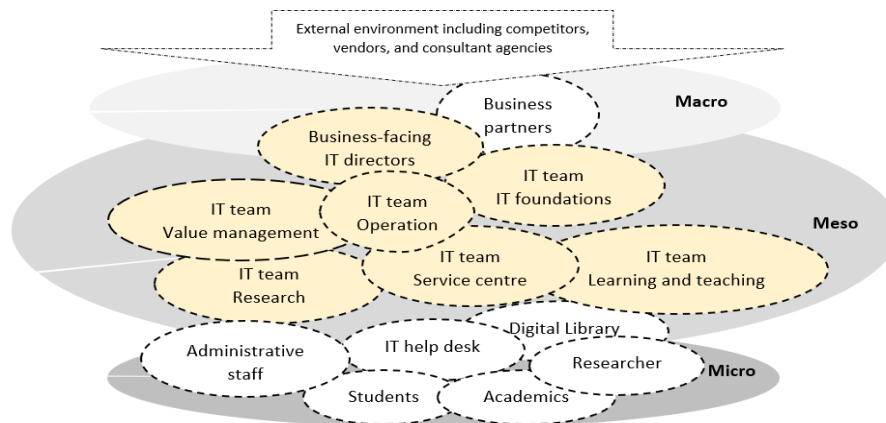 External environment including competitors,
vendors, and consultant agencies
Business
partners
Macro
Business-facing
IT directors
IT team
IT foundations
IT team
Value management
IT team
Operation
Meso
IT team
Research
IT team
Service centre
IT team
Learning and teaching
Digital Library
Administrative
staff
IT help desk
Researcher
Micro
Students
Academics